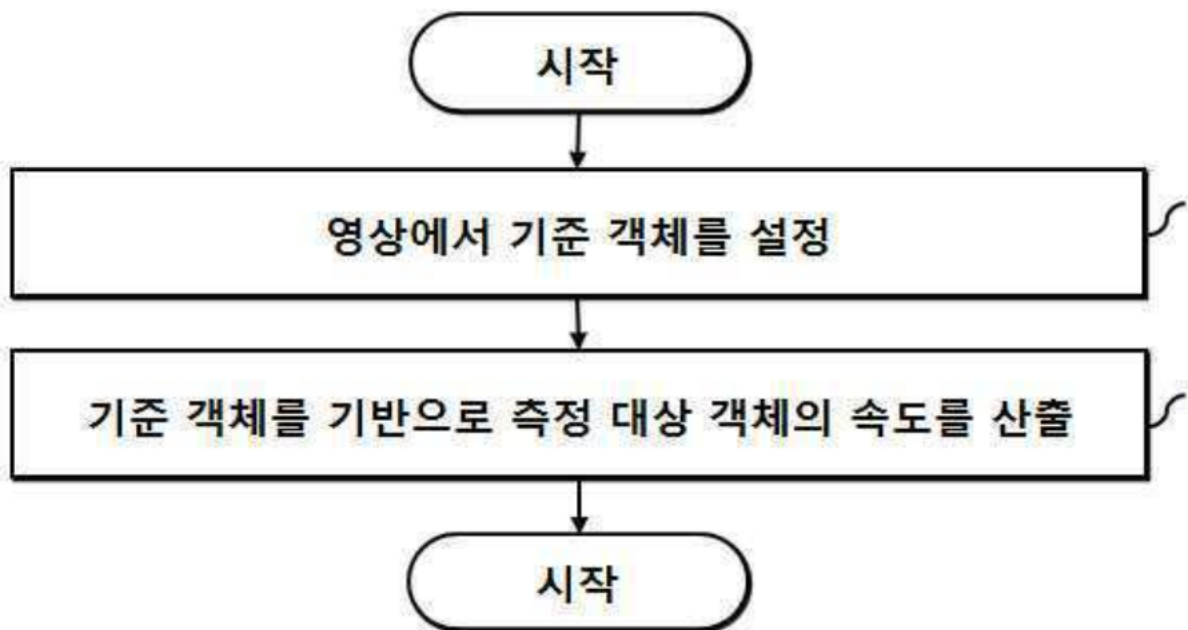 시작
영상에서 기준 객체를 설정
기준 객체를 기반으로 측정 대상 객체의 속도를 산출
시작